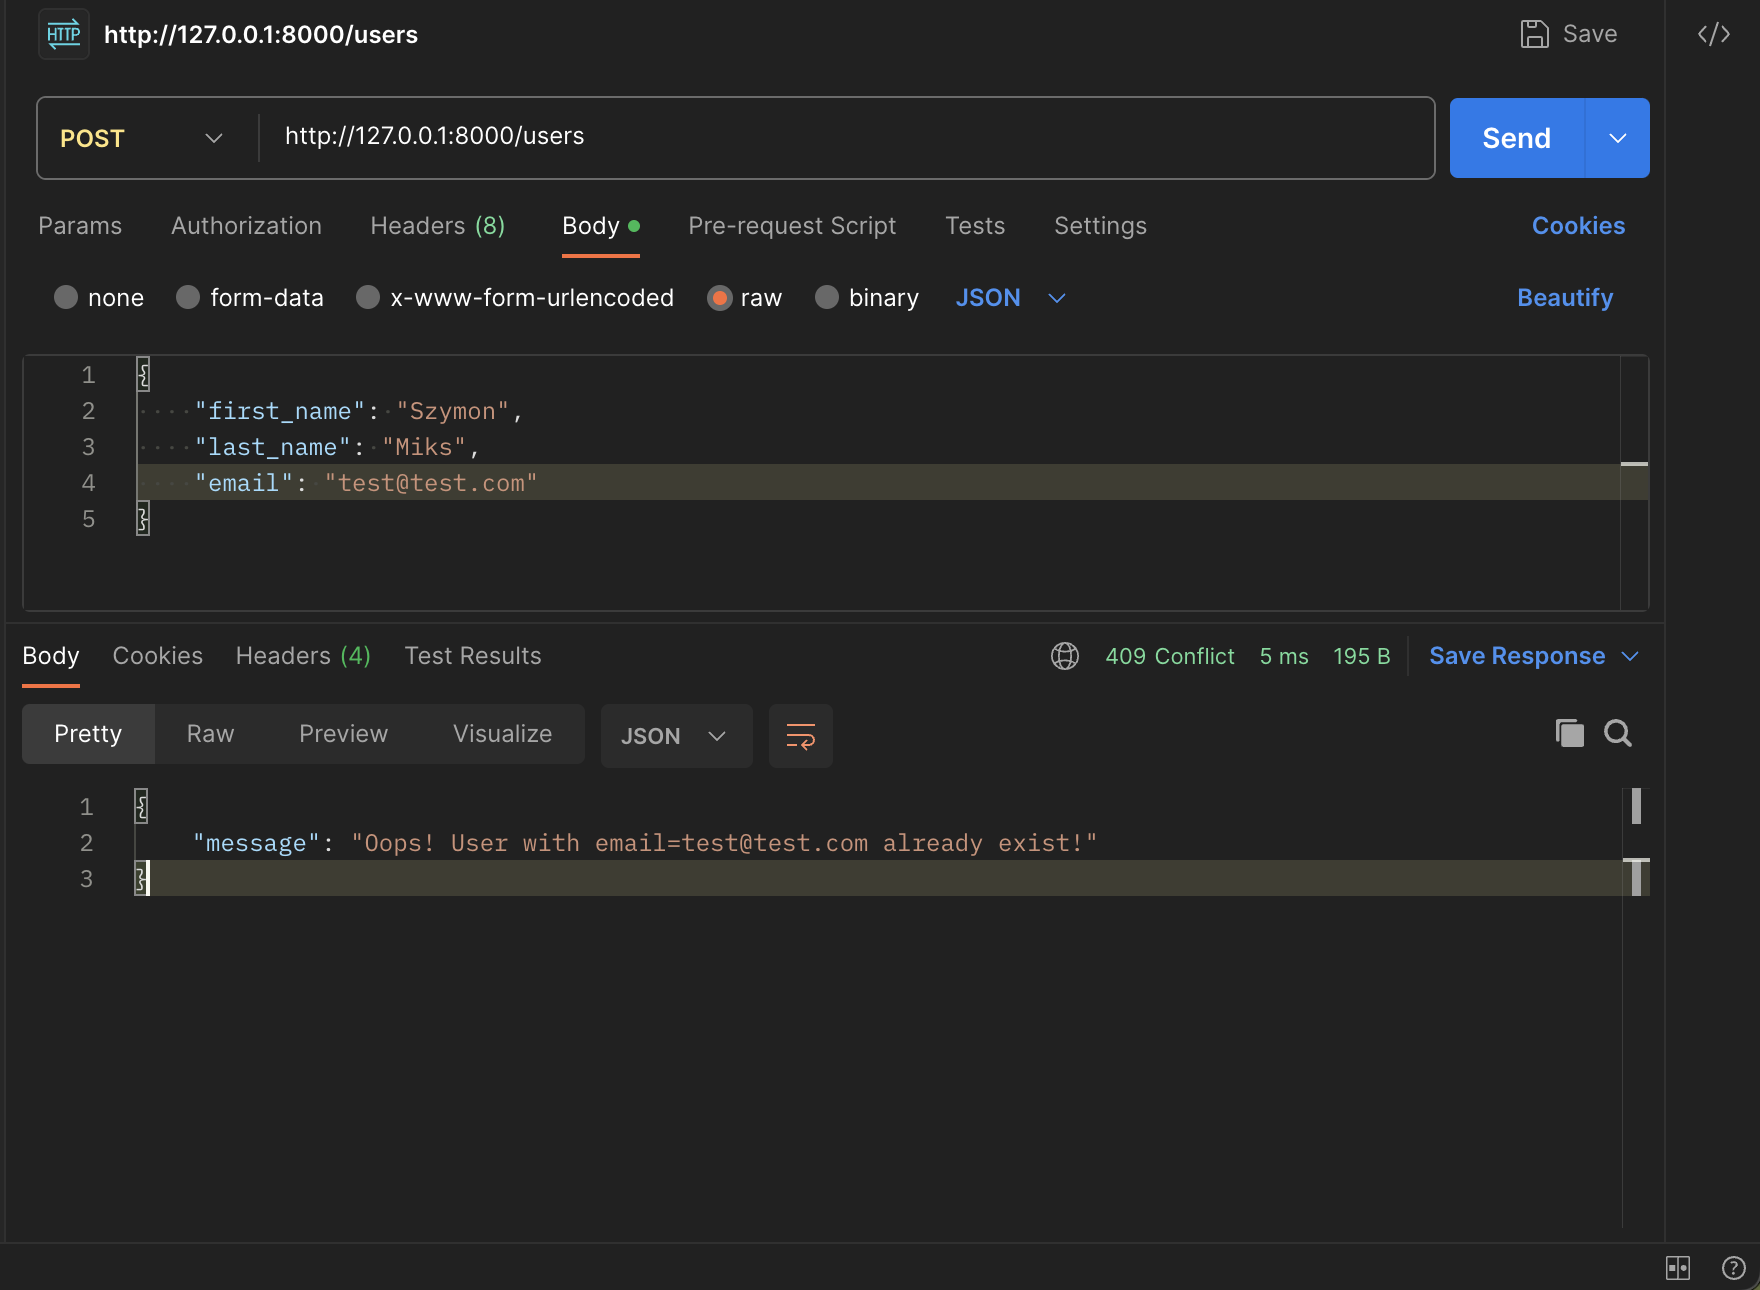 HTTP http://127.0.0.1:8000/users Save </>
POST http://127.0.0.1:8000/users Send
Params Authorization Headers (8) Body Pre-request Script Tests Settings Cookies
none form-data x-www-form-urlencoded raw binary JSON Beautify
1 {
2 "first_name": "Szymon",
3 "last_name": "Miks",
4 "email": "test@test.com"
5 }
Body Cookies Headers (4) Test Results 409 Conflict 5 ms 195 B Save Response
Pretty Raw Preview Visualize JSON
1 {
2 "message": "Oops! User with email=test@test.com already exist!"
3 }
?